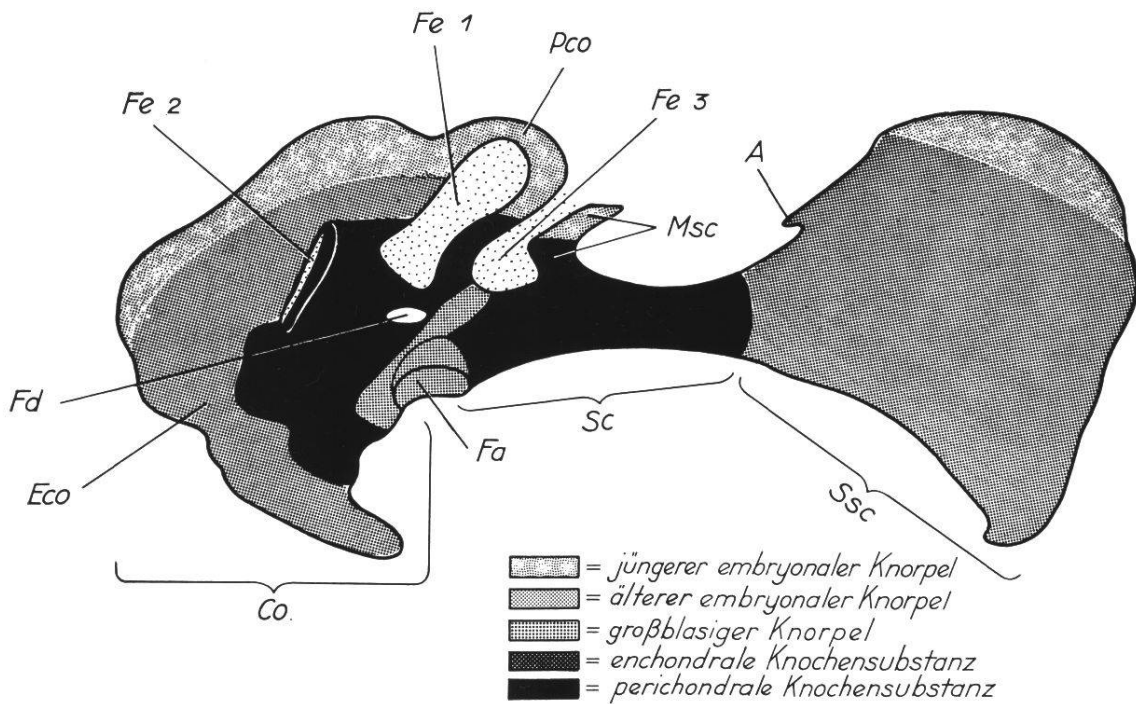 Fe 1
Pco
Fe 2
Fe 3
A
Msc
Fd
Sc
Fa
Eco
Ssc
Co.
= jüngerer embryonaler Knorpel
= älterer embryonaler Knorpel
= großblasiger Knorpel
= enchondrale Knochensubstanz
= perichondrale Knochensubstanz